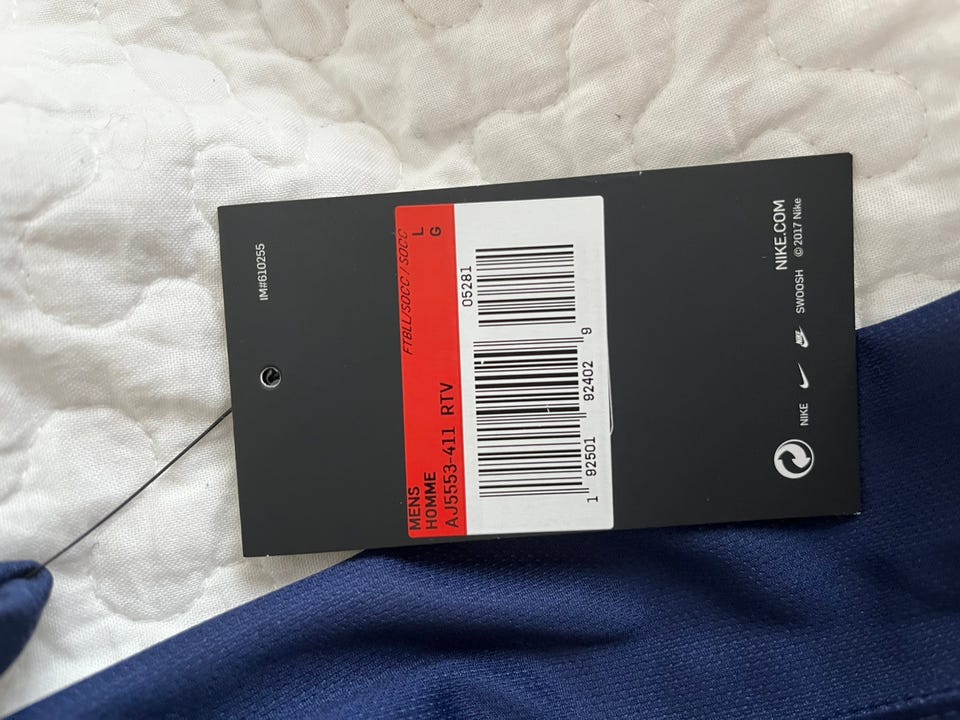 IM#610255
FTBLL/SOCC/SOCC
MENS L
HOMME G
AJ5553-411 RTV
05281
1 92501 92402 9
NIKE.COM
NIKE SWOOSH © 2017 Nike